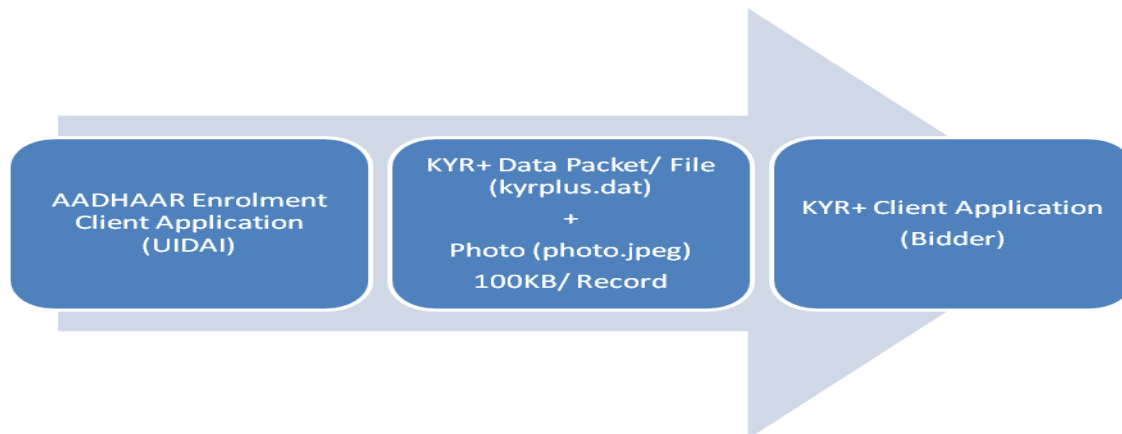 AADHAAR Enrolment
Client Application
(UIDAI)
KYR+ Data Packet/ File
(kyrplus.dat)
+
Photo (photo.jpeg)
100KB/ Record
KYR+ Client Application
(Bidder)